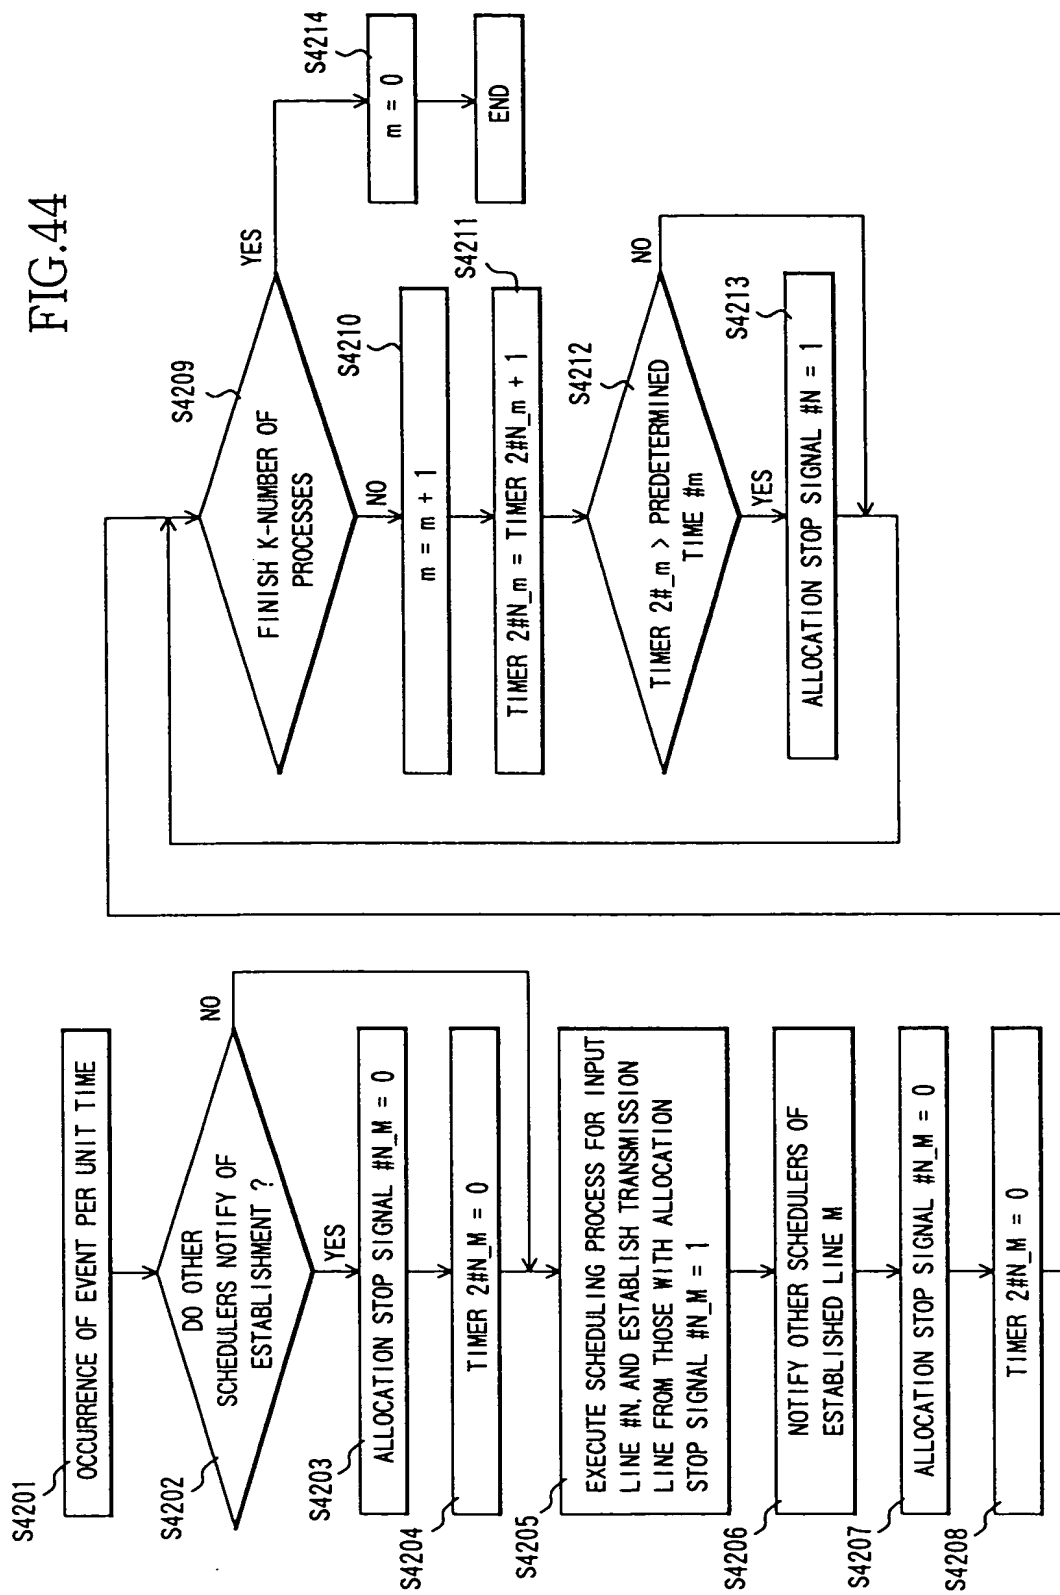 FIG.44
S4201
OCCURRENCE OF EVENT PER UNIT TIME
S4202
DO OTHER
SCHEDULERS NOTIFY OF
ESTABLISHMENT ?
NO
YES
S4203
ALLOCATION STOP SIGNAL #N_M = 0
S4204
TIMER 2#N_M = 0
S4205
EXECUTE SCHEDULING PROCESS FOR INPUT
LINE #N, AND ESTABLISH TRANSMISSION
LINE FROM THOSE WITH ALLOCATION
STOP SIGNAL #N_M = 1
S4206
NOTIFY OTHER SCHEDULERS OF
ESTABLISHED LINE M
S4207
ALLOCATION STOP SIGNAL #N_M = 0
S4208
TIMER 2#N_M = 0
S4209
FINISH K-NUMBER OF
PROCESSES
YES
NO
S4210
m = m + 1
S4211
TIMER 2#N_m = TIMER 2#N_m + 1
S4212
TIMER 2#_m > PREDETERMINED
TIME #m
NO
YES
S4213
ALLOCATION STOP SIGNAL #N = 1
S4214
m = 0
END